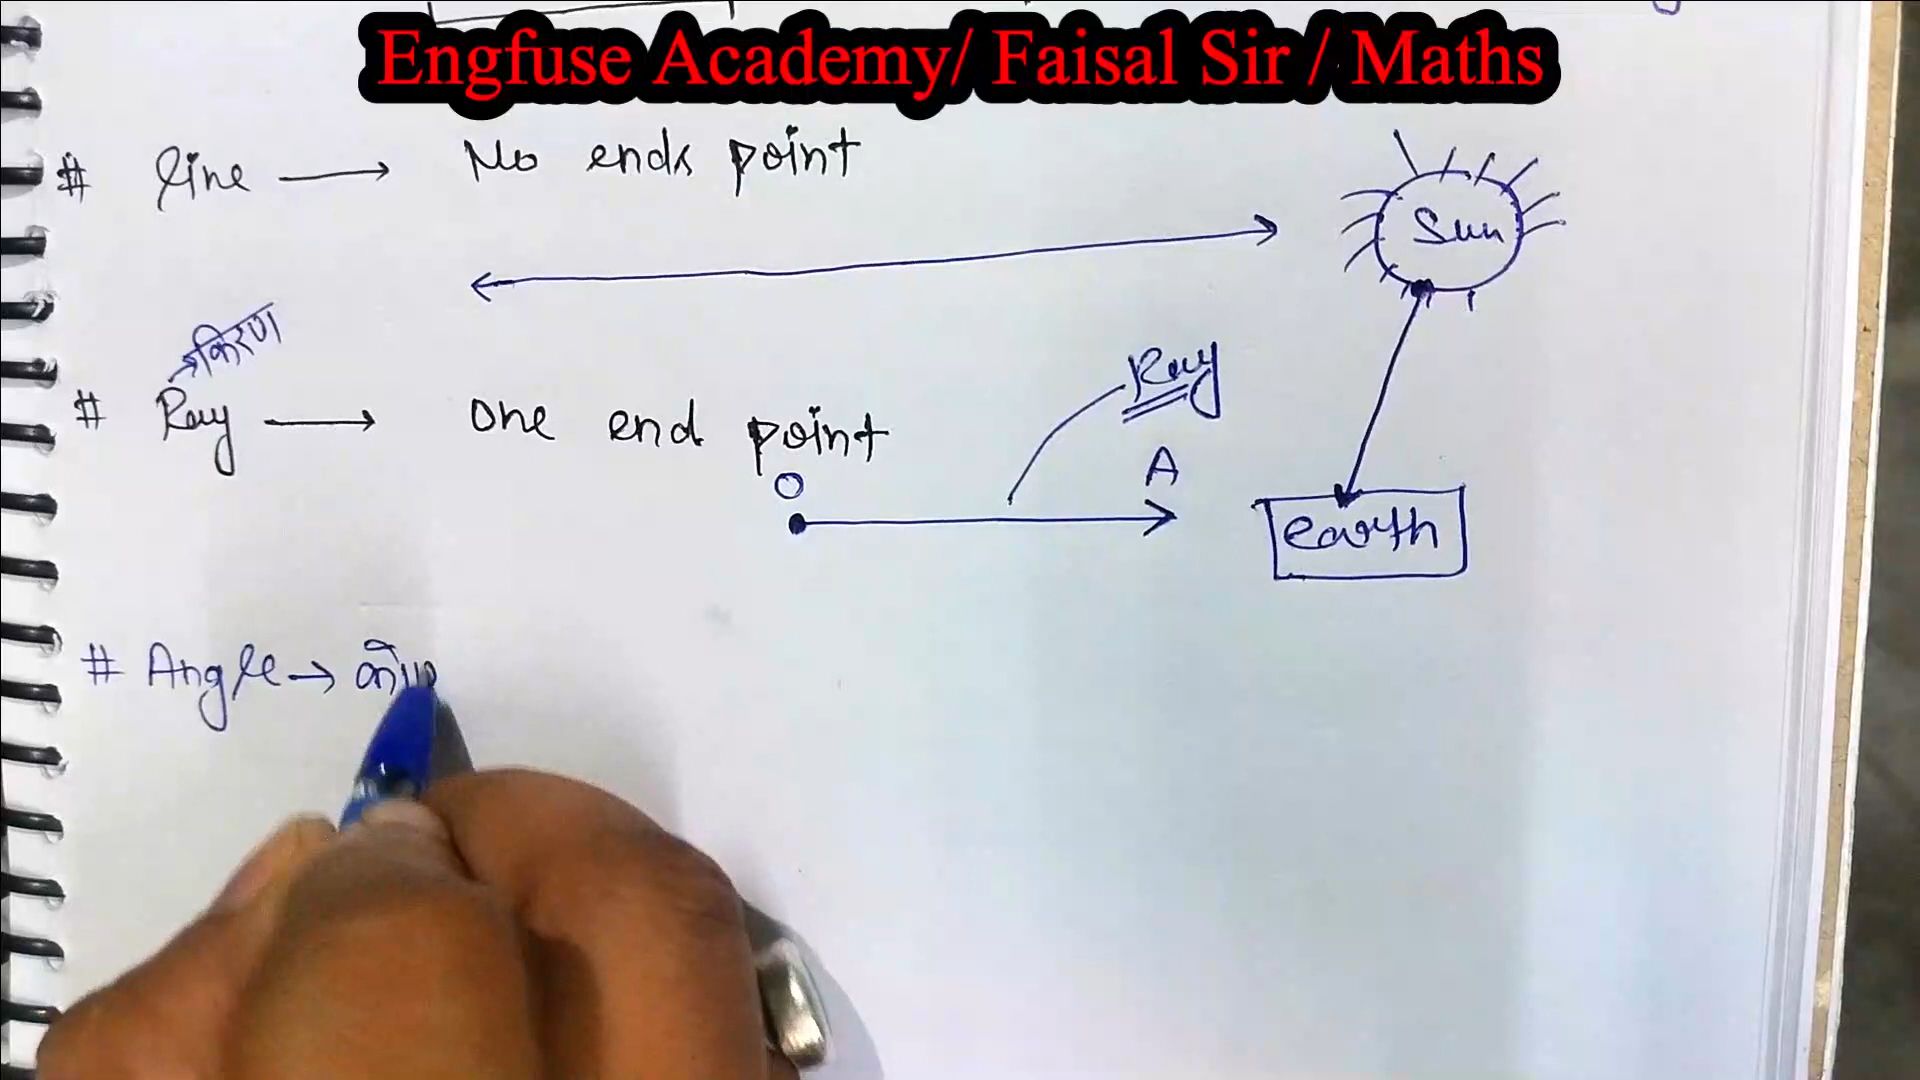 Engfuse Academy/ Faisal Sir / Maths
# line → No ends point
Sun
→ किरण
# Ray → One end point
Ray
O
A
earth
# Angle →